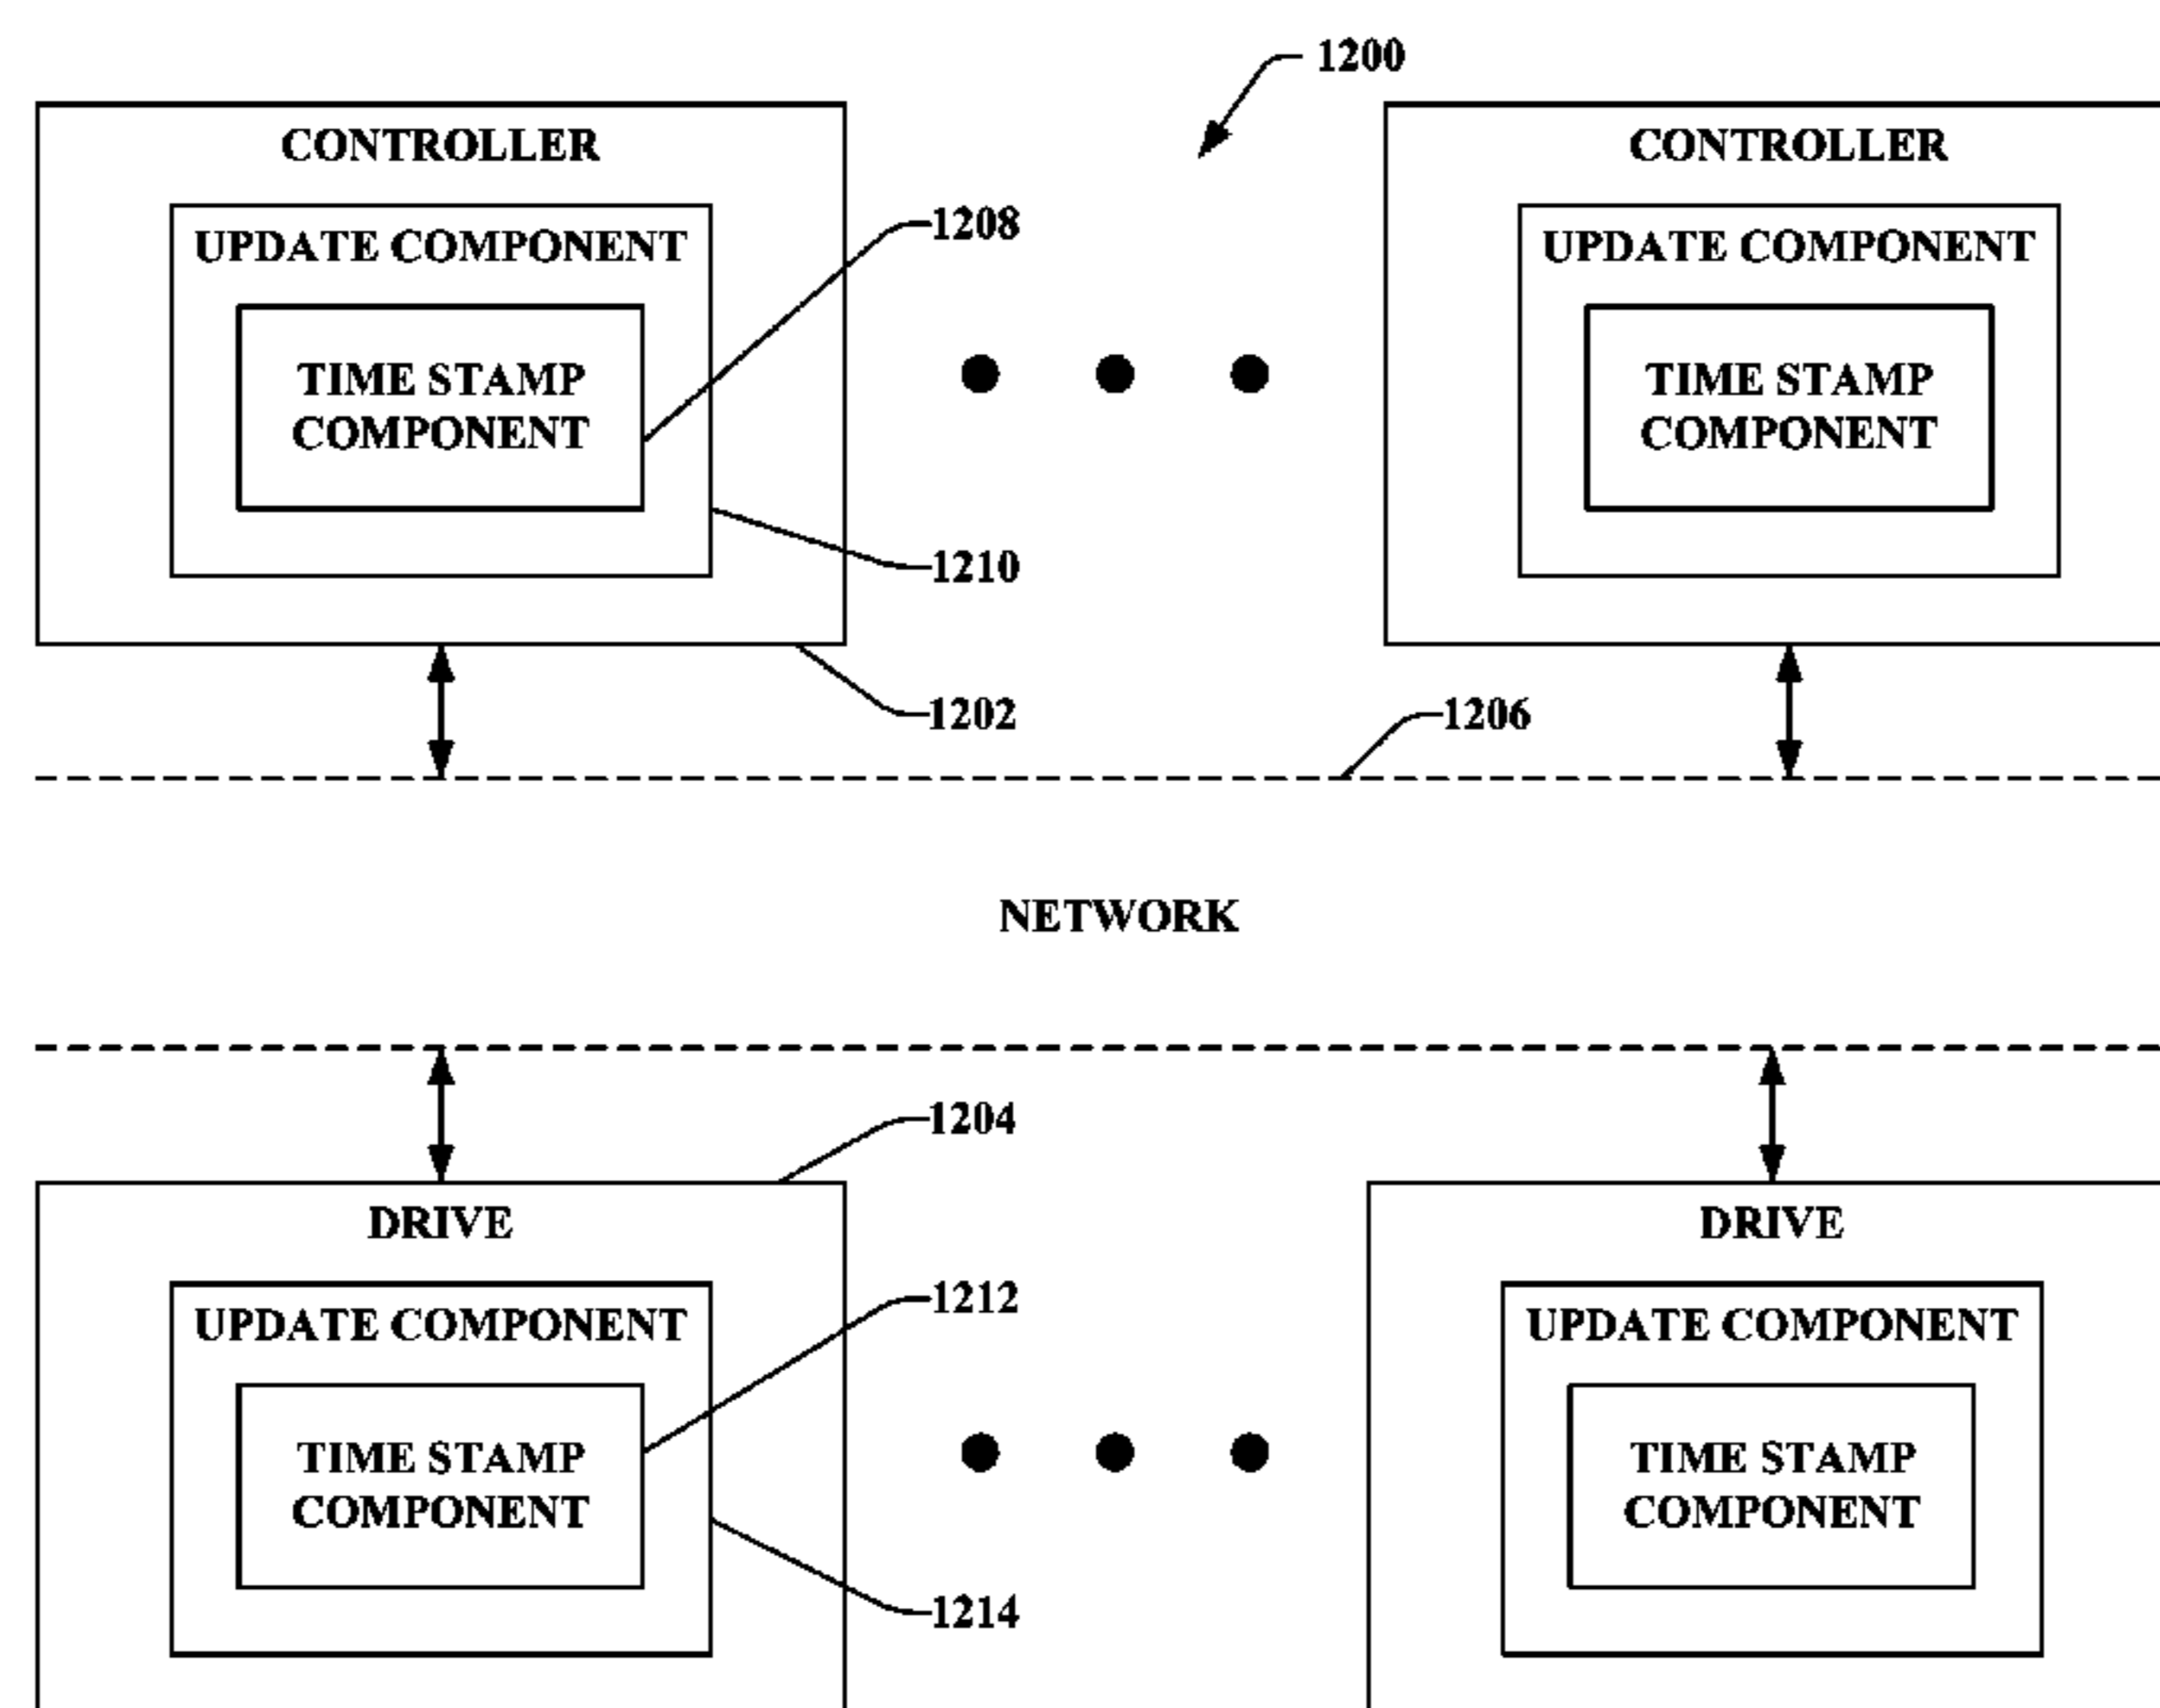 1200
CONTROLLER
CONTROLLER
UPDATE COMPONENT
1208
UPDATE COMPONENT
TIME STAMP
COMPONENT
TIME STAMP
COMPONENT
1210
1202
1206
NETWORK
1204
DRIVE
DRIVE
UPDATE COMPONENT
1212
UPDATE COMPONENT
TIME STAMP
COMPONENT
TIME STAMP
COMPONENT
1214